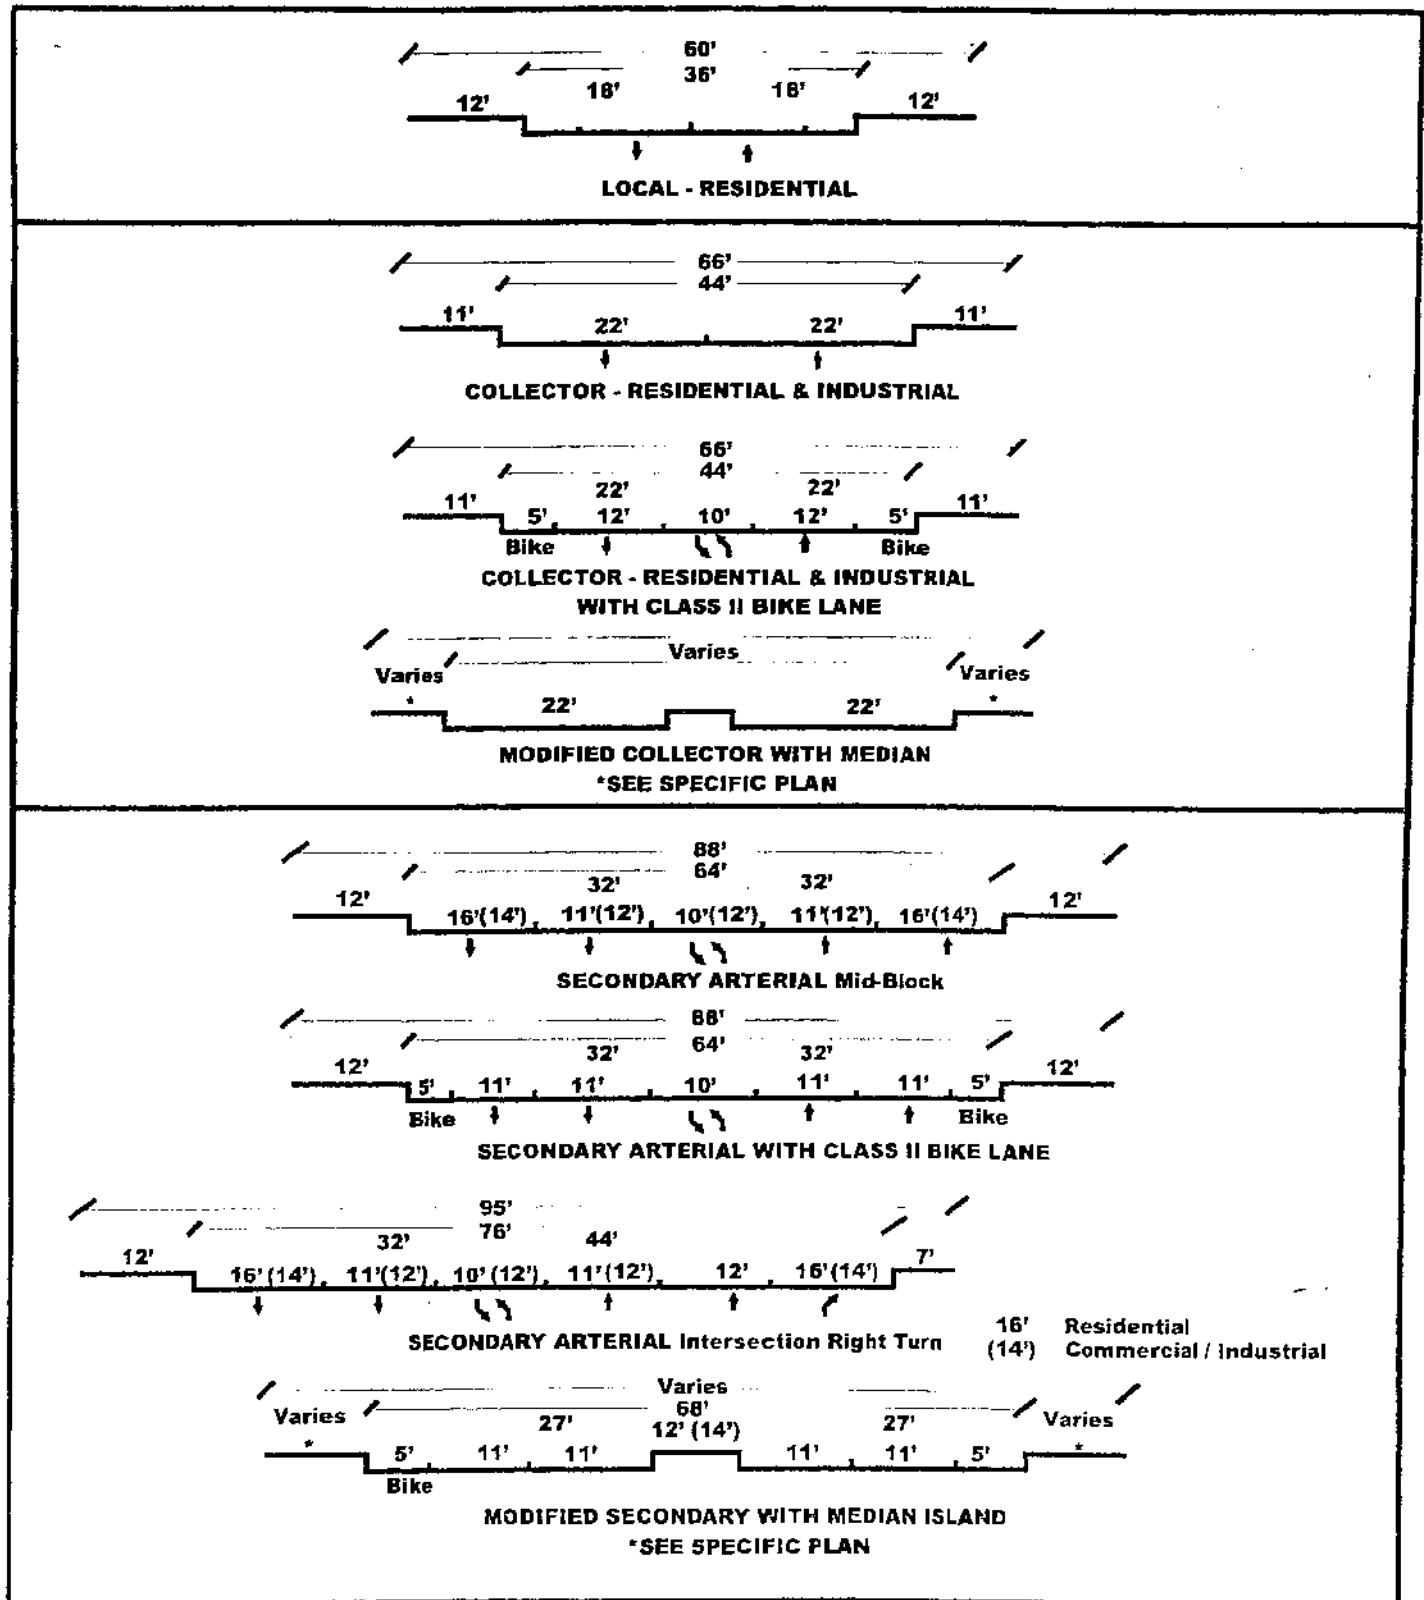 60'
36'
18' 18'
12' 12'
LOCAL - RESIDENTIAL
66'
44'
11' 22' 22' 11'
COLLECTOR - RESIDENTIAL & INDUSTRIAL
66'
44'
22' 22'
11' 5' 12' 10' 12' 5' 11'
Bike Bike
COLLECTOR - RESIDENTIAL & INDUSTRIAL
WITH CLASS II BIKE LANE
Varies
Varies Varies
* *
22' 22'
MODIFIED COLLECTOR WITH MEDIAN
*SEE SPECIFIC PLAN
88'
64'
32' 32'
12' 12'
16'(14') 11'(12') 10'(12') 11'(12') 16'(14')
SECONDARY ARTERIAL Mid-Block
88'
64'
32' 32'
12' 12'
5' 11' 11' 10' 11' 11' 5'
Bike Bike
SECONDARY ARTERIAL WITH CLASS II BIKE LANE
95'
76'
32' 44'
12' 7'
16'(14') 11'(12') 10'(12') 11'(12') 12' 16'(14')
SECONDARY ARTERIAL Intersection Right Turn
16' Residential
(14') Commercial / Industrial
Varies
68'
Varies Varies
27' 12' (14') 27'
* *
5' 11' 11' 11' 11' 5'
Bike
MODIFIED SECONDARY WITH MEDIAN ISLAND
*SEE SPECIFIC PLAN